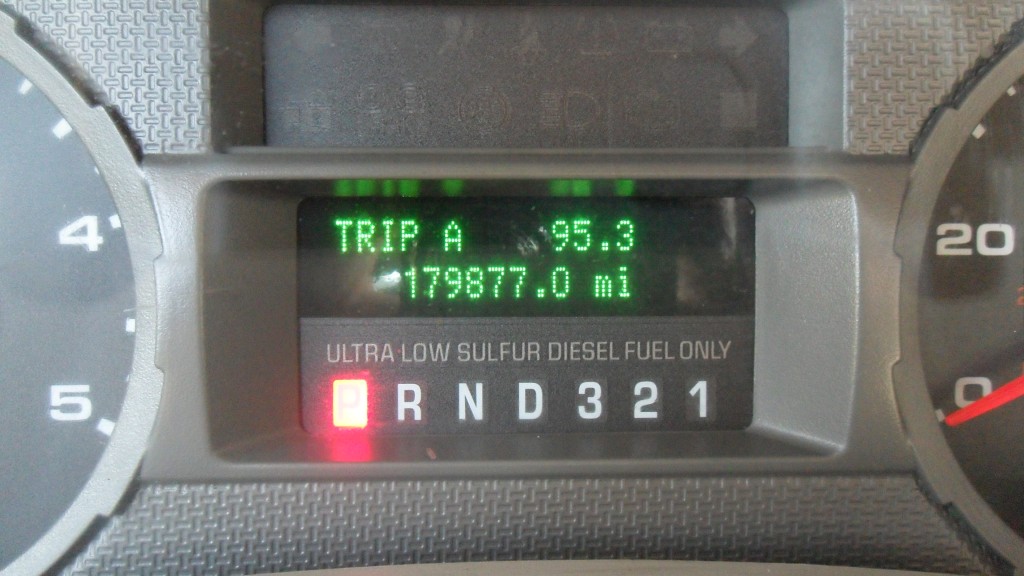 TRIP A 95.3
179877.0 mi
ULTRA LOW SULFUR DIESEL FUEL ONLY
P R N D 3 2 1
4
5
20
0